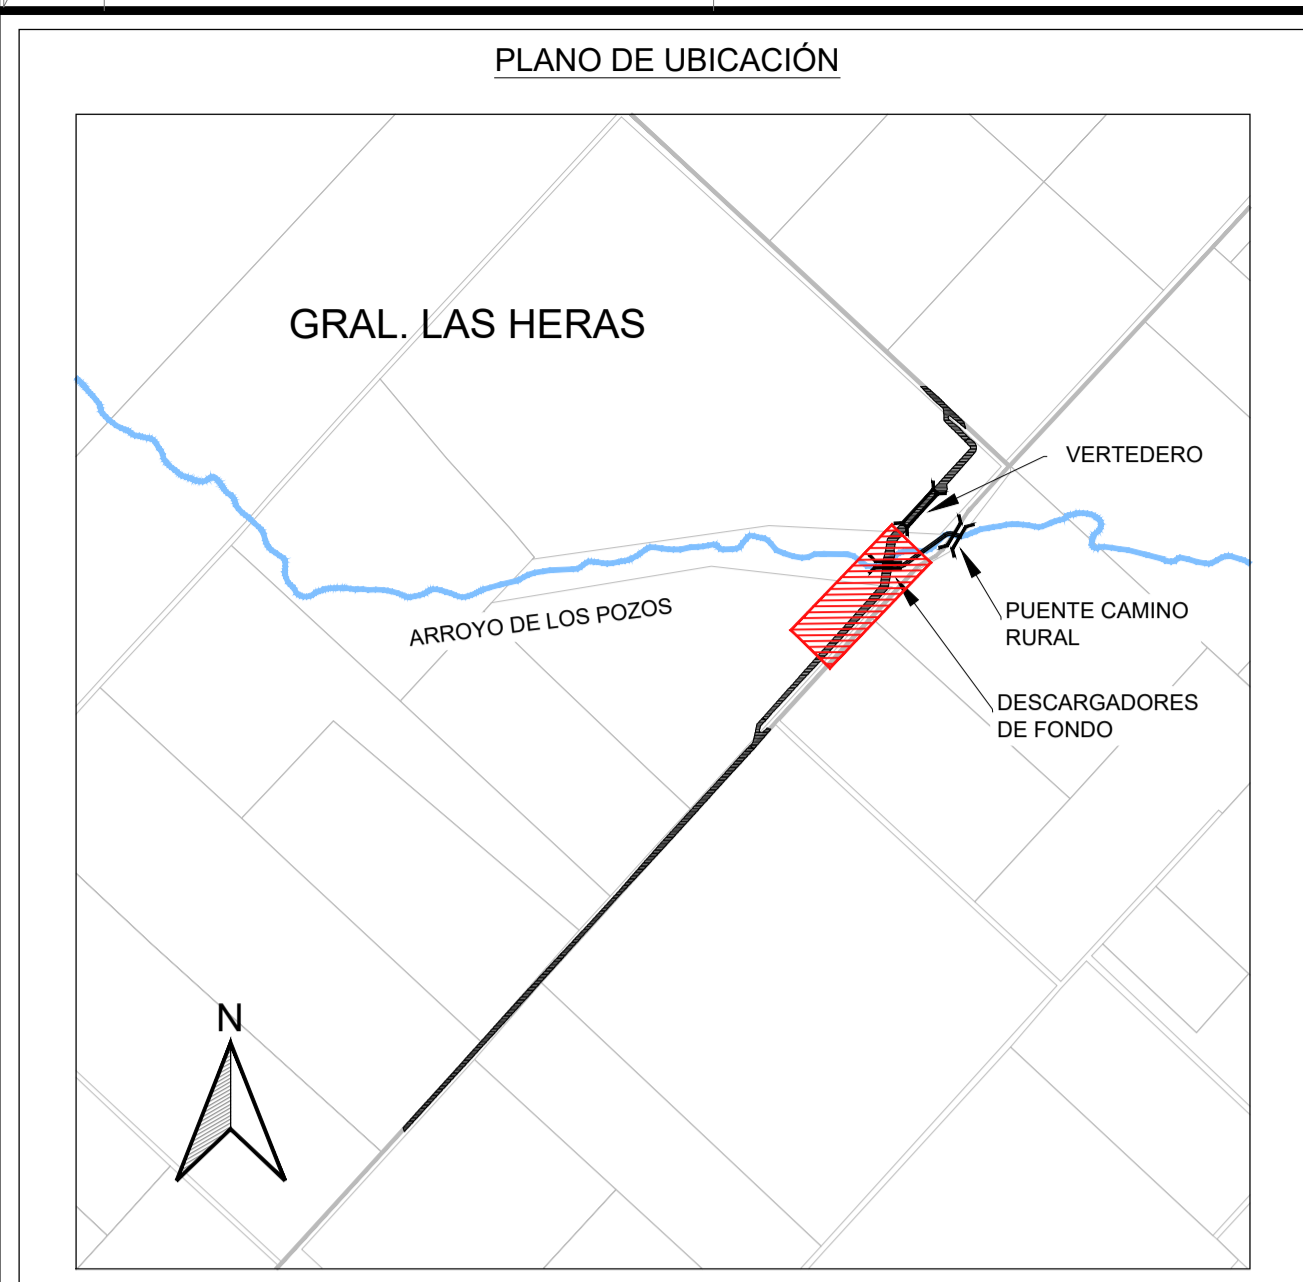 PLANO DE UBICACIÓN
GRAL. LAS HERAS
VERTEDERO
ARROYO DE LOS POZOS
PUENTE CAMINO
RURAL
DESCARGADORES
DE FONDO
N